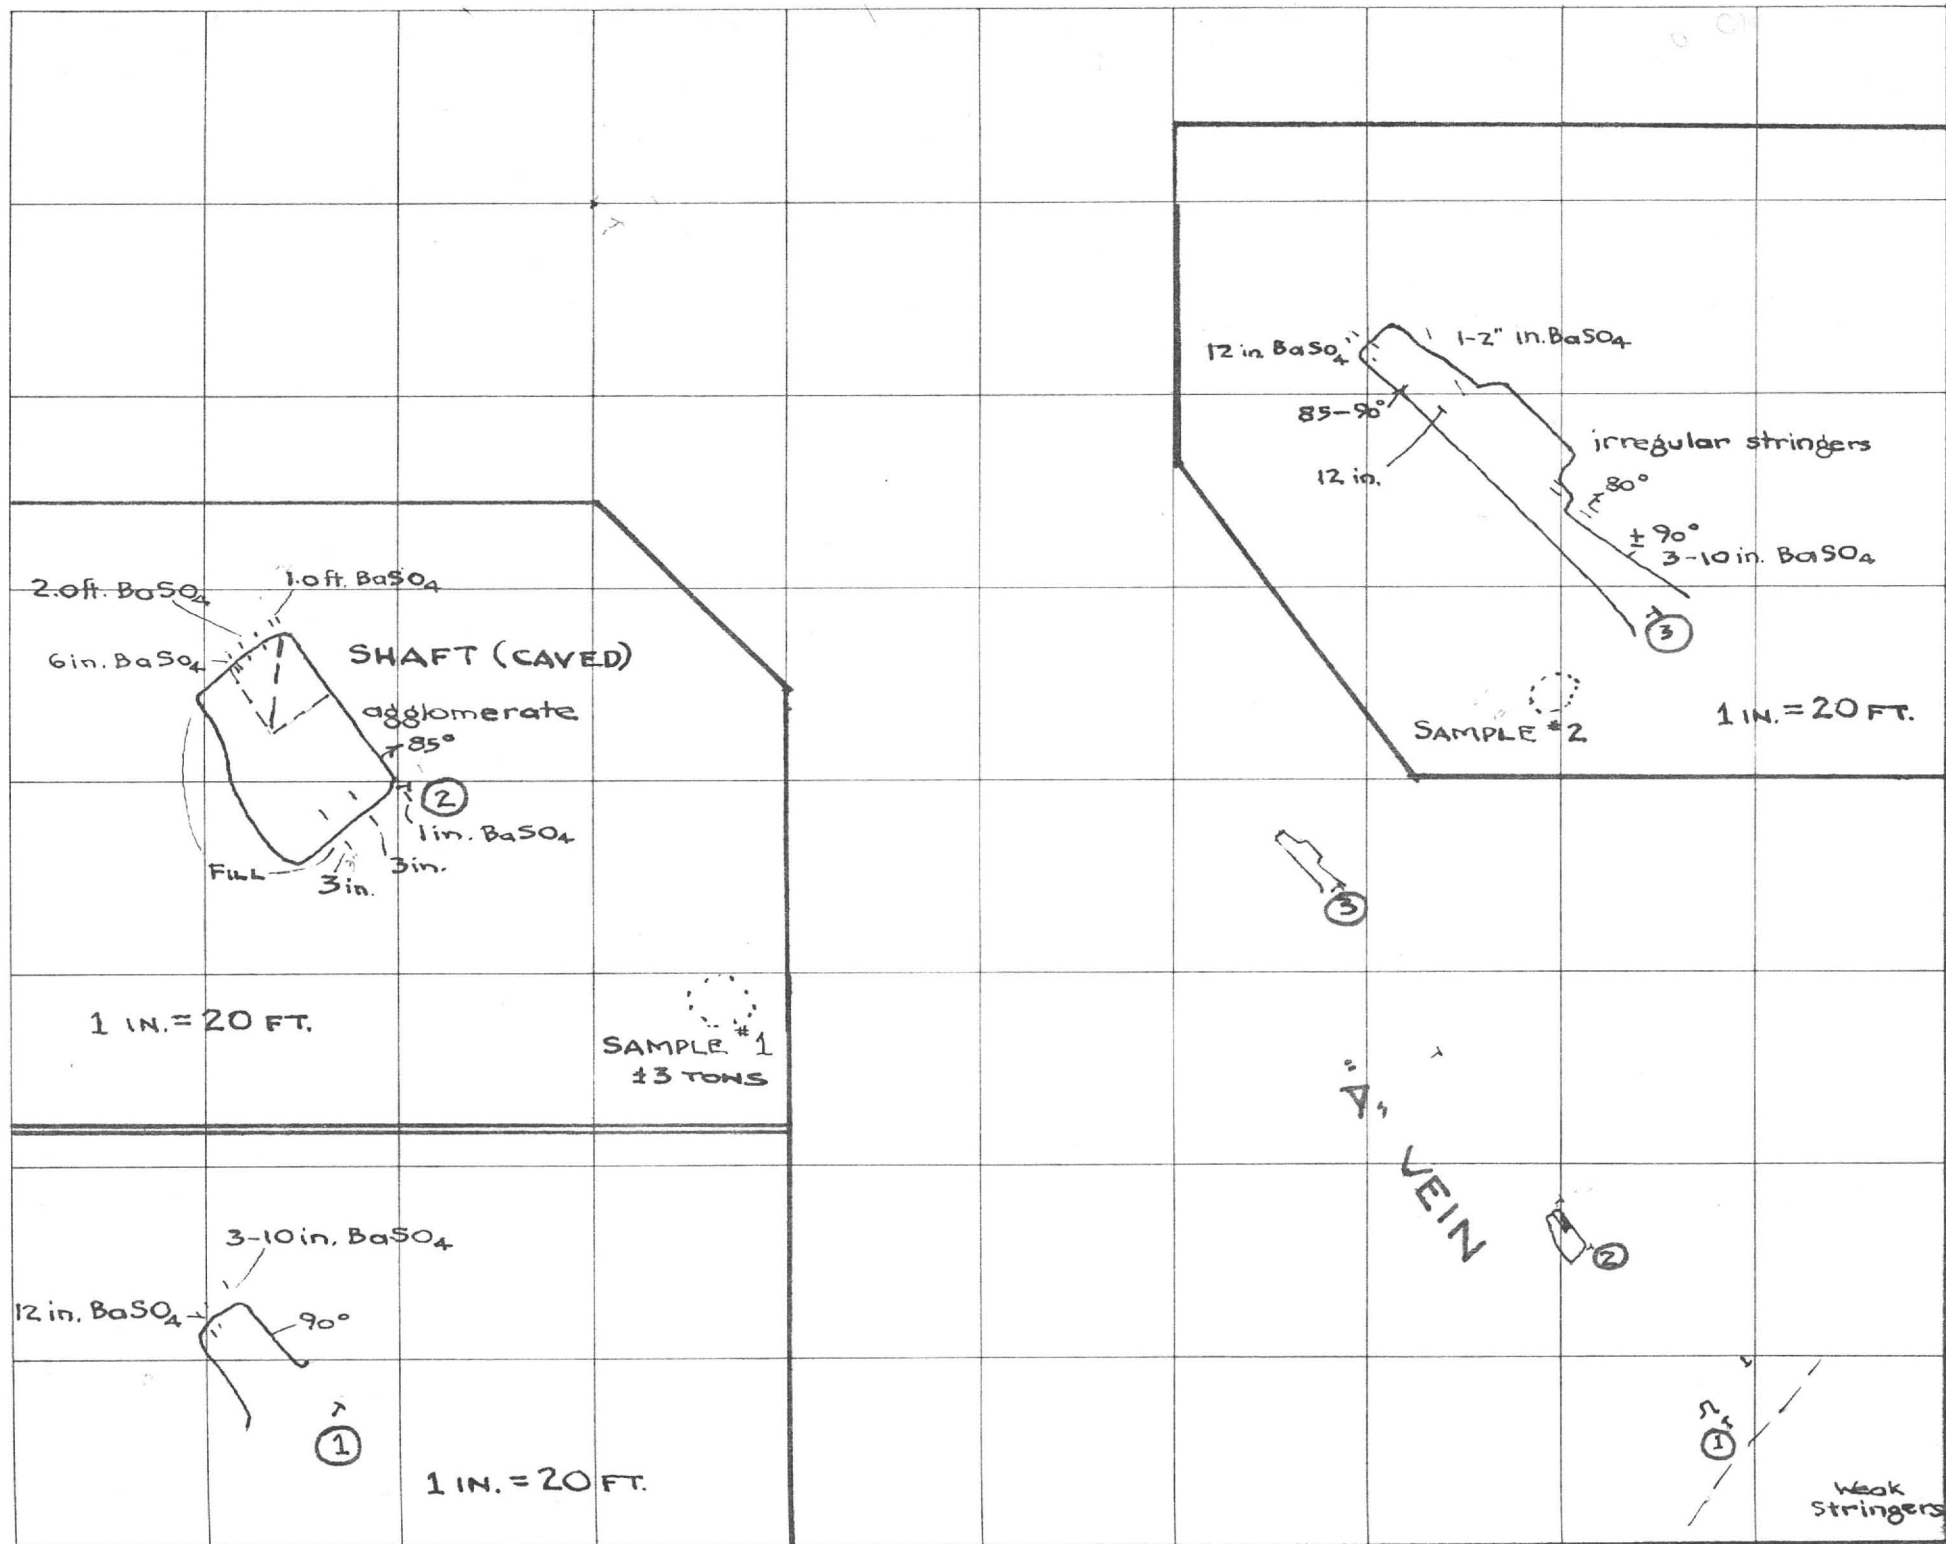 12 in. BaSO4
1-2" in. BaSO4
85-90°
12 in.
irregular stringers
80°
± 90°
3-10 in. BaSO4
3
SAMPLE #2
1 IN. = 20 FT.
2.0 ft. BaSO4
1.0 ft. BaSO4
6 in. BaSO4
SHAFT (CAVED)
agglomerate
85°
2
1 in. BaSO4
FILL
3 in.
3 in.
1 IN. = 20 FT.
SAMPLE #1
±3 TONS
3-10 in. BaSO4
12 in. BaSO4
90°
1
1 IN. = 20 FT.
3
"A" VEIN
2
1
Weak
Stringers